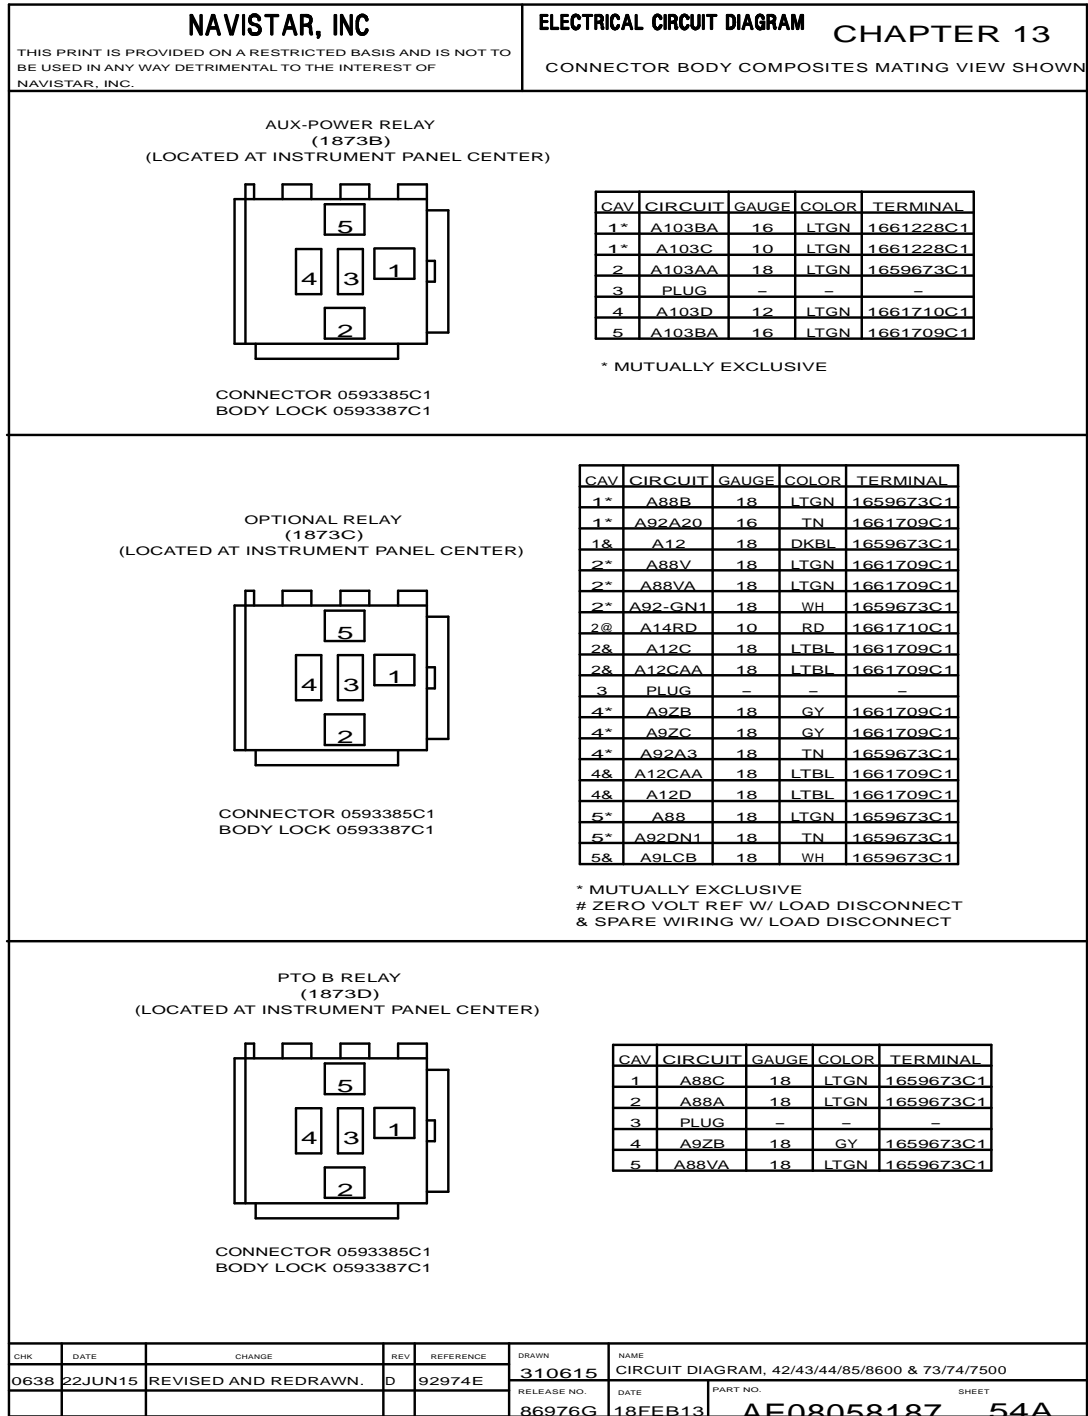 NAVISTAR, INC
THIS PRINT IS PROVIDED ON A RESTRICTED BASIS AND IS NOT TO
BE USED IN ANY WAY DETRIMENTAL TO THE INTEREST OF
NAVISTAR, INC.
ELECTRICAL CIRCUIT DIAGRAM CHAPTER 13
CONNECTOR BODY COMPOSITES MATING VIEW SHOWN
AUX-POWER RELAY
(1873B)
(LOCATED AT INSTRUMENT PANEL CENTER)
5
4 3 1
2
CONNECTOR 0593385C1
BODY LOCK 0593387C1
CAV CIRCUIT GAUGE COLOR TERMINAL
1* A103BA 16 LTGN 1661228C1
1* A103C 10 LTGN 1661228C1
2 A103AA 18 LTGN 1659673C1
3 PLUG – – –
4 A103D 12 LTGN 1661710C1
5 A103BA 16 LTGN 1661709C1
* MUTUALLY EXCLUSIVE
OPTIONAL RELAY
(1873C)
(LOCATED AT INSTRUMENT PANEL CENTER)
5
4 3 1
2
CONNECTOR 0593385C1
BODY LOCK 0593387C1
CAV CIRCUIT GAUGE COLOR TERMINAL
1* A88B 18 LTGN 1659673C1
1* A92A20 16 TN 1661709C1
1& A12 18 DKBL 1659673C1
2* A88V 18 LTGN 1661709C1
2* A88VA 18 LTGN 1661709C1
2* A92-GN1 18 WH 1659673C1
2@ A14RD 10 RD 1661710C1
2& A12C 18 LTBL 1661709C1
2& A12CAA 18 LTBL 1661709C1
3 PLUG – – –
4* A9ZB 18 GY 1661709C1
4* A9ZC 18 GY 1661709C1
4* A92A3 18 TN 1659673C1
4& A12CAA 18 LTBL 1661709C1
4& A12D 18 LTBL 1661709C1
5* A88 18 LTGN 1659673C1
5* A92DN1 18 TN 1659673C1
5& A9LCB 18 WH 1659673C1
* MUTUALLY EXCLUSIVE
# ZERO VOLT REF W/ LOAD DISCONNECT
& SPARE WIRING W/ LOAD DISCONNECT
PTO B RELAY
(1873D)
(LOCATED AT INSTRUMENT PANEL CENTER)
5
4 3 1
2
CONNECTOR 0593385C1
BODY LOCK 0593387C1
CAV CIRCUIT GAUGE COLOR TERMINAL
1 A88C 18 LTGN 1659673C1
2 A88A 18 LTGN 1659673C1
3 PLUG – – –
4 A9ZB 18 GY 1659673C1
5 A88VA 18 LTGN 1659673C1
CHK DATE CHANGE REV REFERENCE
0638 22JUN15 REVISED AND REDRAWN. D 92974E
DRAWN
310615
NAME
CIRCUIT DIAGRAM, 42/43/44/85/8600 & 73/74/7500
RELEASE NO. DATE PART NO. SHEET
86976G 18FEB13 AE08058187 54A